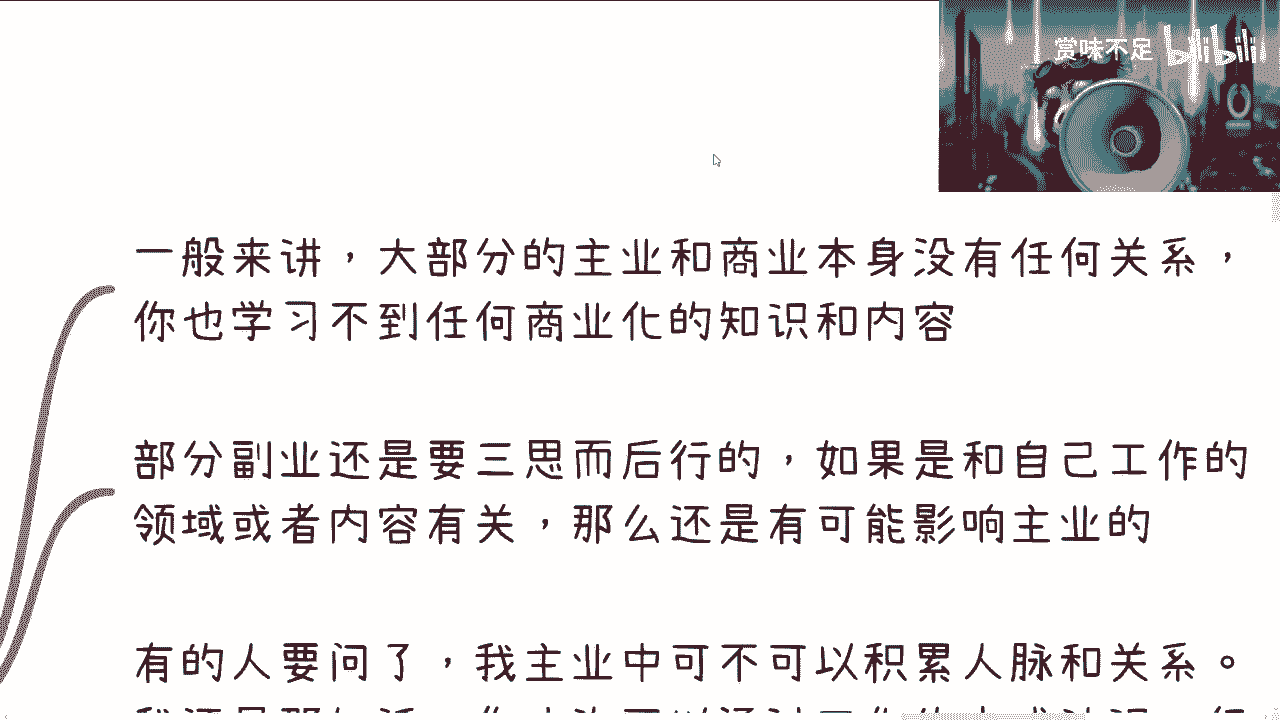 赏味不足 bilibili
一般来讲，大部分的主业和商业本身没有任何关系，
你也学习不到任何商业化的知识和内容
部分副业还是要三思而后行的，如果是和自己工作的
领域或者内容有关，那么还是有可能影响主业的
有的人要问了，我主业中可不可以积累人脉和关系。